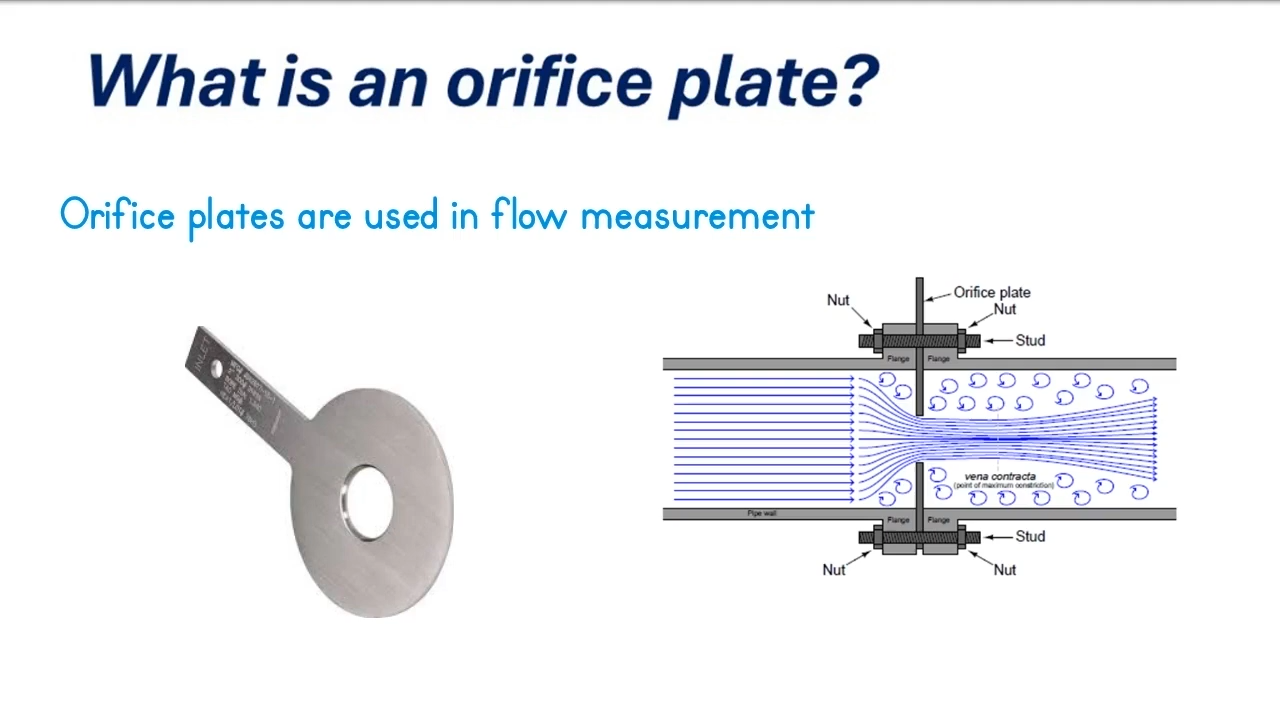 What is an orifice plate?
Orifice plates are used in flow measurement
INLET
Orifice plate
Nut
Nut
Stud
Flange
Flange
vena contracta
(point of maximum constriction)
Pipe wall
Flange
Flange
Stud
Nut
Nut